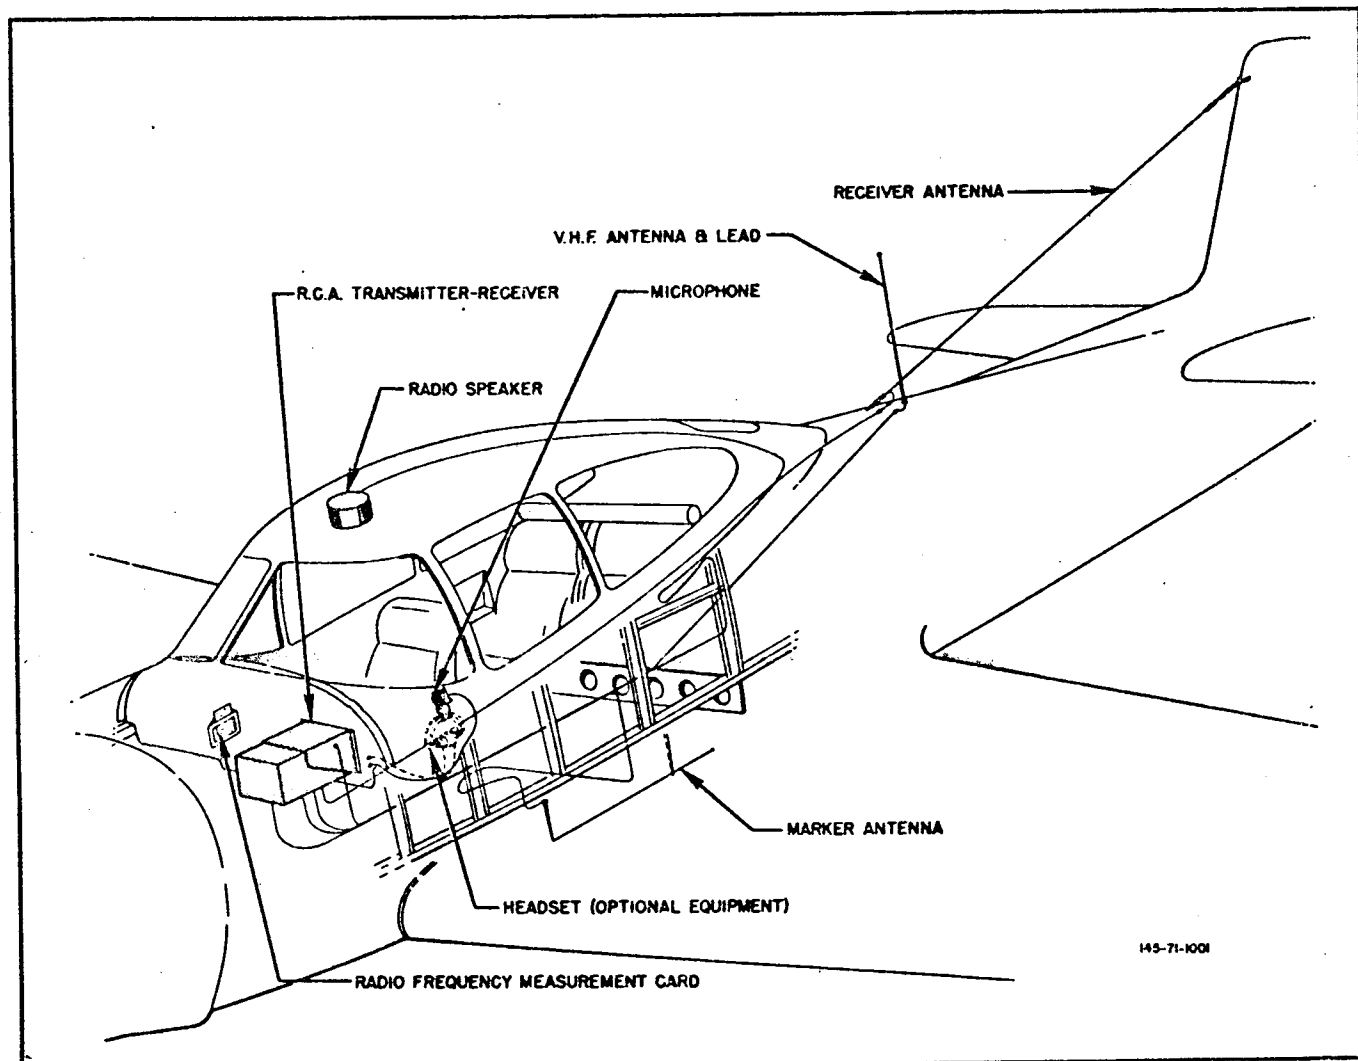 RECEIVER ANTENNA
V.H.F. ANTENNA & LEAD
R.C.A. TRANSMITTER-RECEIVER
MICROPHONE
RADIO SPEAKER
MARKER ANTENNA
HEADSET (OPTIONAL EQUIPMENT)
145-71-1001
RADIO FREQUENCY MEASUREMENT CARD